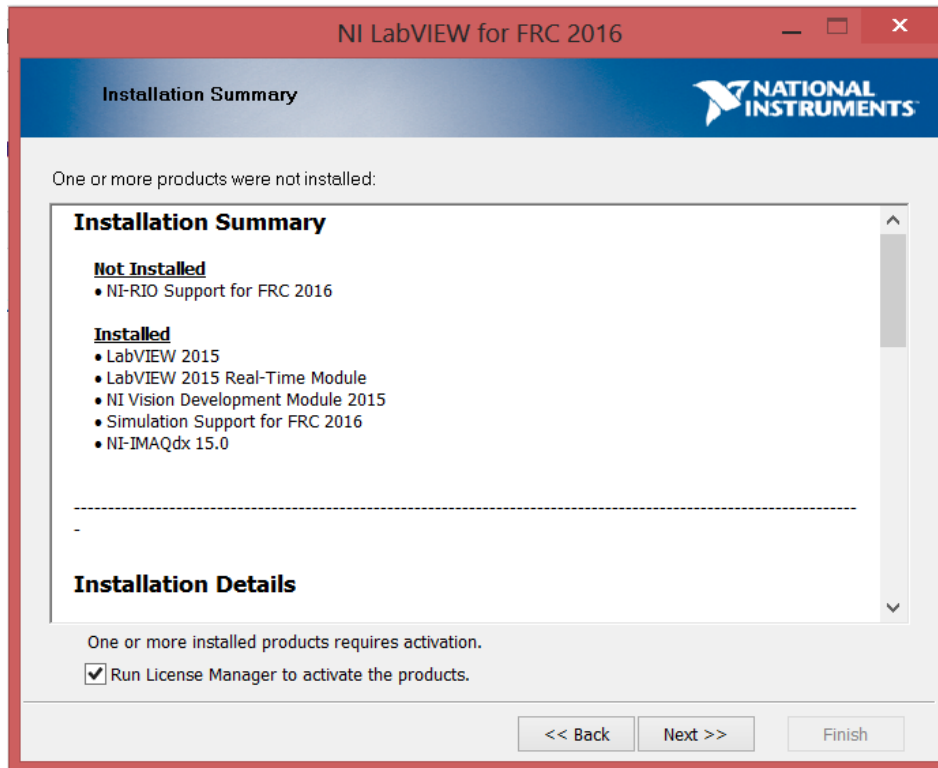 NI LabVIEW for FRC 2016
Installation Summary
NATIONAL
INSTRUMENTS
One or more products were not installed:
Installation Summary
Not Installed
• NI-RIO Support for FRC 2016
Installed
• LabVIEW 2015
• LabVIEW 2015 Real-Time Module
• NI Vision Development Module 2015
• Simulation Support for FRC 2016
• NI-IMAQdx 15.0
--------------------------------------------------------------------------------------------------------------------
-
Installation Details
One or more installed products requires activation.
Run License Manager to activate the products.
<< Back
Next >>
Finish